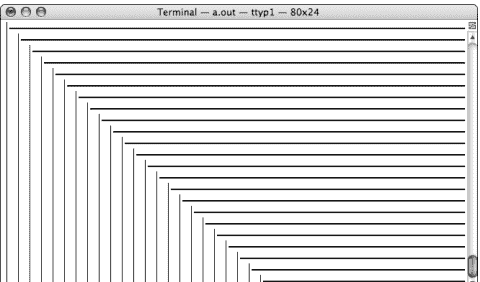 Terminal — a.out — ttyp1 — 80x24